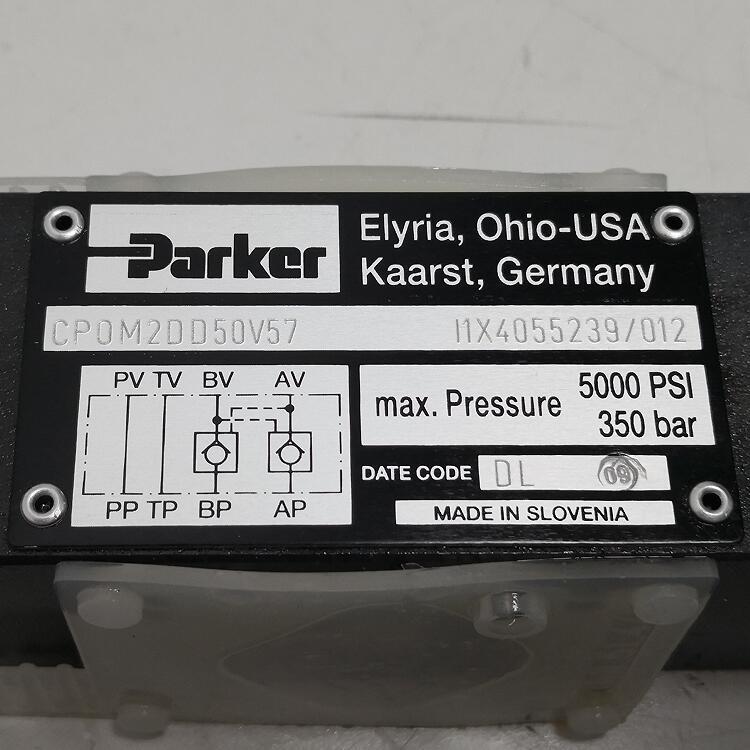 Parker
Elyria, Ohio-USA
Kaarst, Germany
CPOM2DD50V57 I1X4055239/012
PV TV BV AV
PP TP BP AP
max. Pressure 5000 PSI
350 bar
DATE CODE DL 09
MADE IN SLOVENIA